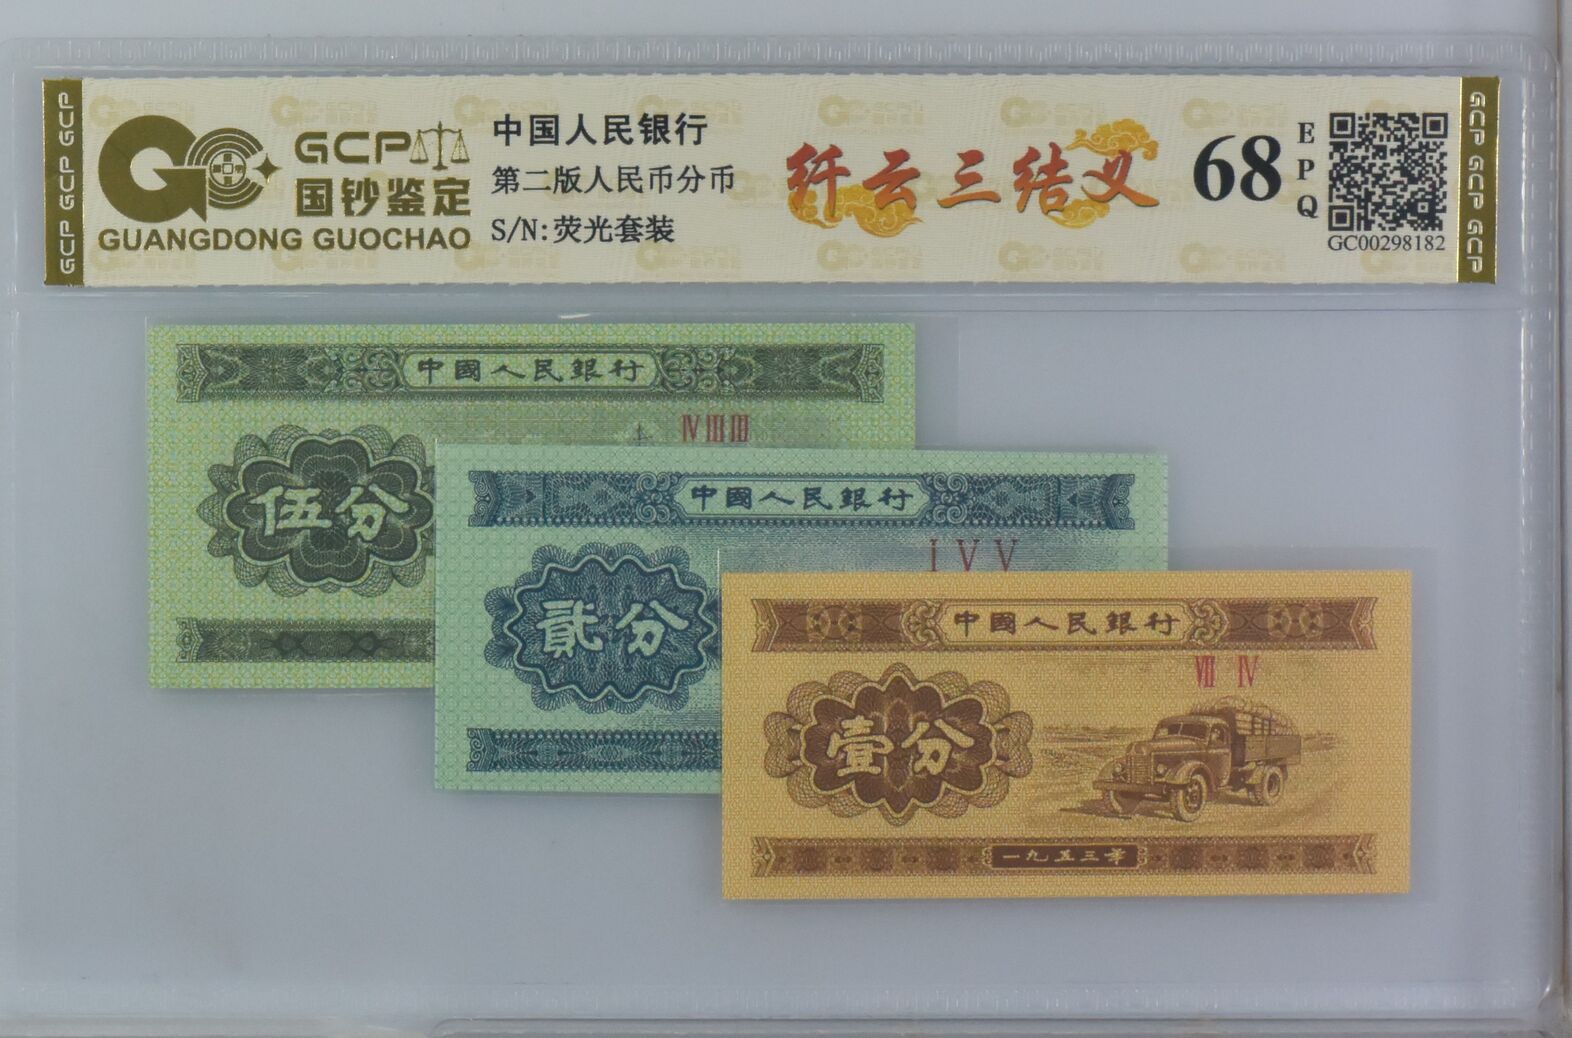 GCP GCP GCP
GCP
国钞鉴定
GUANGDONG GUOCHAO
中国人民银行
第二版人民币分币
S/N:荧光套装
纤云三结义
68
EPQ
GC00298182
GCP GCP GCP
中國人民銀行
ⅣⅢⅢ
伍分
中國人民銀行
ⅠⅤⅤ
貳分
中國人民銀行
Ⅶ Ⅳ
壹分
一九五三年